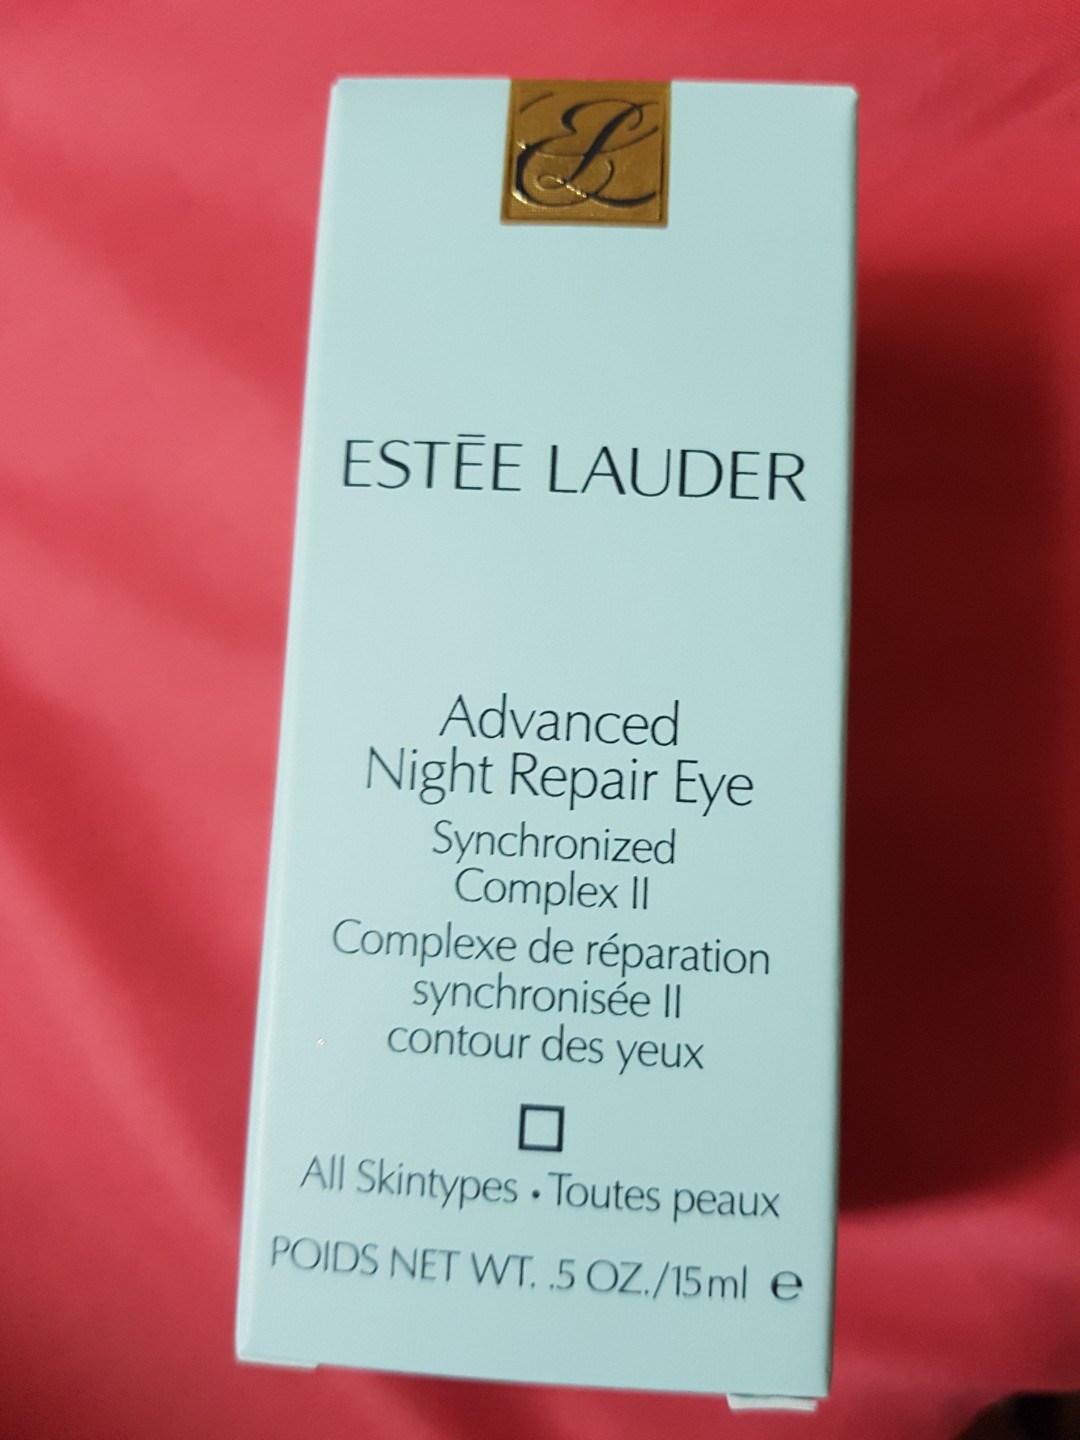 EL
ESTĒE LAUDER
Advanced
Night Repair Eye
Synchronized
Complex II
Complexe de réparation
synchronisée II
contour des yeux
All Skintypes • Toutes peaux
POIDS NET WT. .5 OZ./15ml ℮